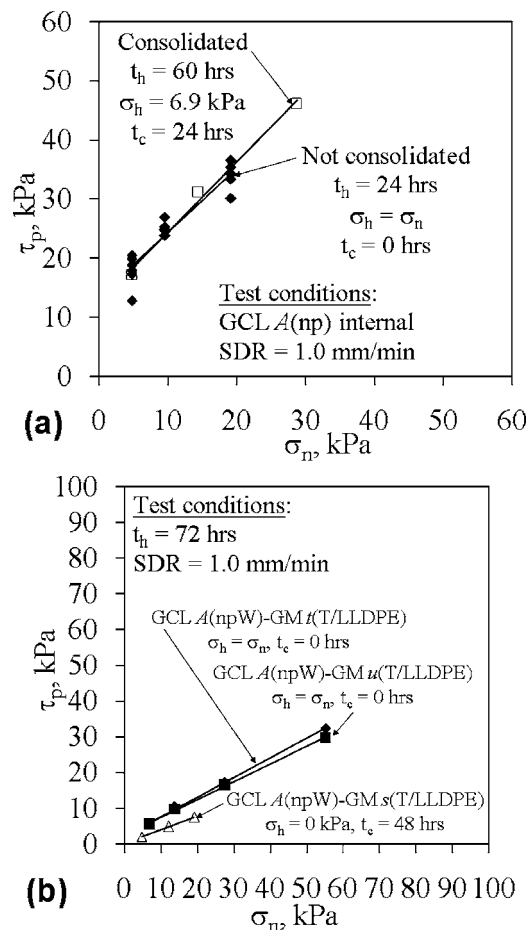 60
Consolidated
50
t_h = 60 hrs
σ_h = 6.9 kPa
t_c = 24 hrs
40
Not consolidated
30
t_h = 24 hrs
σ_h = σ_n
t_c = 0 hrs
20
Test conditions:
10
GCL A(np) internal
SDR = 1.0 mm/min
0
τ_p, kPa
(a)
0 10 20 30 40 50 60
σ_n, kPa
100
Test conditions:
90
t_h = 72 hrs
80
SDR = 1.0 mm/min
70
60
GCL A(npW)-GM t(T/LLDPE)
σ_h = σ_n, t_c = 0 hrs
50
GCL A(npW)-GM u(T/LLDPE)
σ_h = σ_n, t_c = 0 hrs
40
30
20
10
GCL A(npW)-GM s(T/LLDPE)
σ_h = 0 kPa, t_c = 48 hrs
0
τ_p, kPa
(b)
0 10 20 30 40 50 60 70 80 90 100
σ_n, kPa